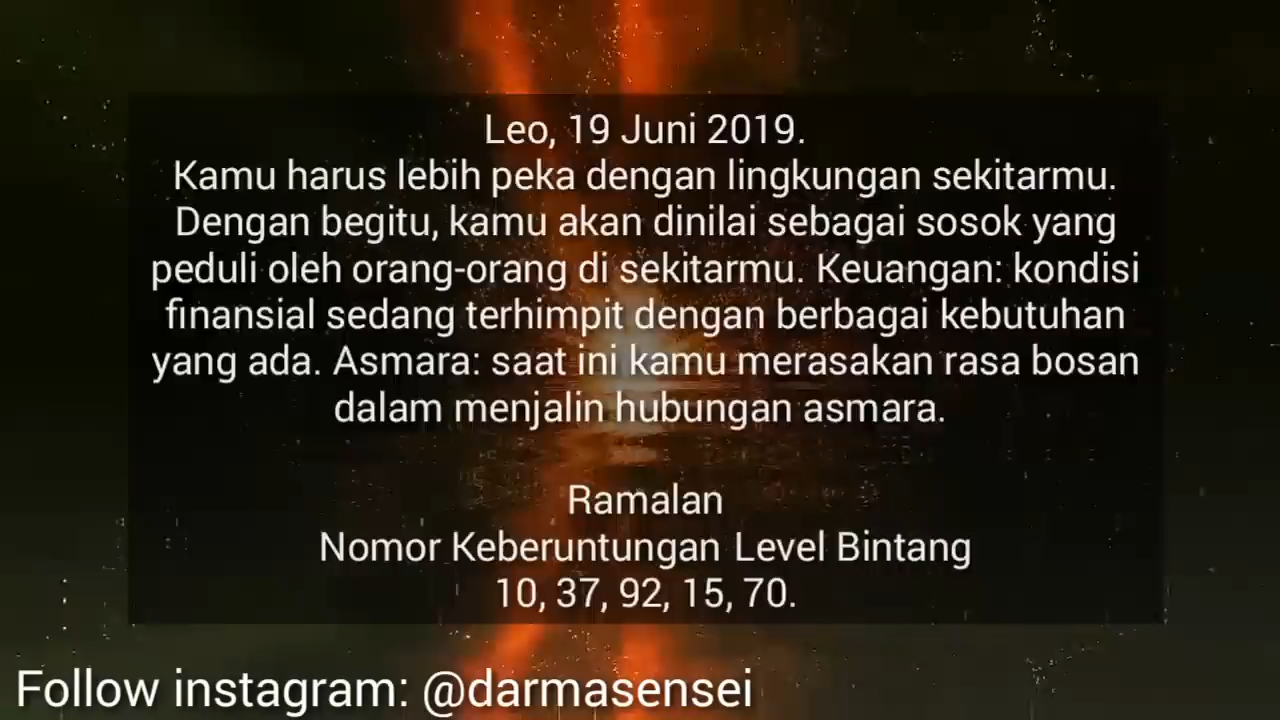 Leo, 19 Juni 2019.
Kamu harus lebih peka dengan lingkungan sekitarmu.
Dengan begitu, kamu akan dinilai sebagai sosok yang
peduli oleh orang-orang di sekitarmu. Keuangan: kondisi
finansial sedang terhimpit dengan berbagai kebutuhan
yang ada. Asmara: saat ini kamu merasakan rasa bosan
dalam menjalin hubungan asmara.
Ramalan
Nomor Keberuntungan Level Bintang
10, 37, 92, 15, 70.
Follow instagram: @darmasensei